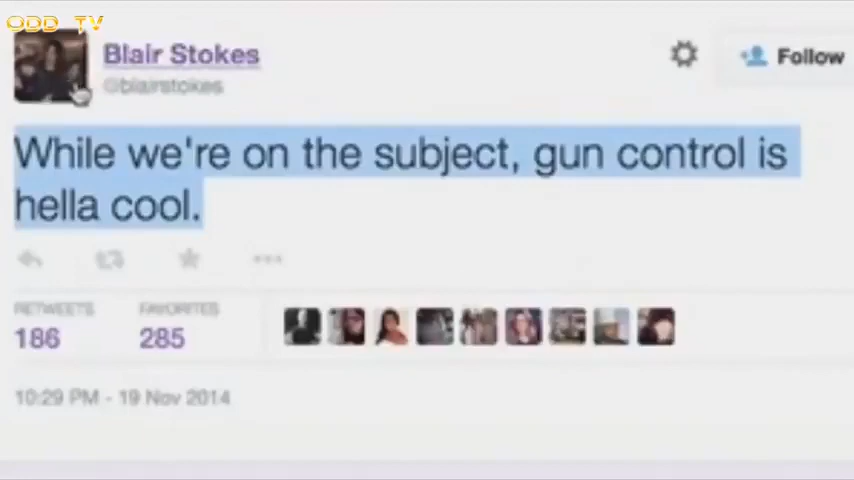 ODD TV
Blair Stokes
@blairstokes
Follow
While we're on the subject, gun control is
hella cool.
RETWEETS
FAVORITES
186
285
10:29 PM - 19 Nov 2014